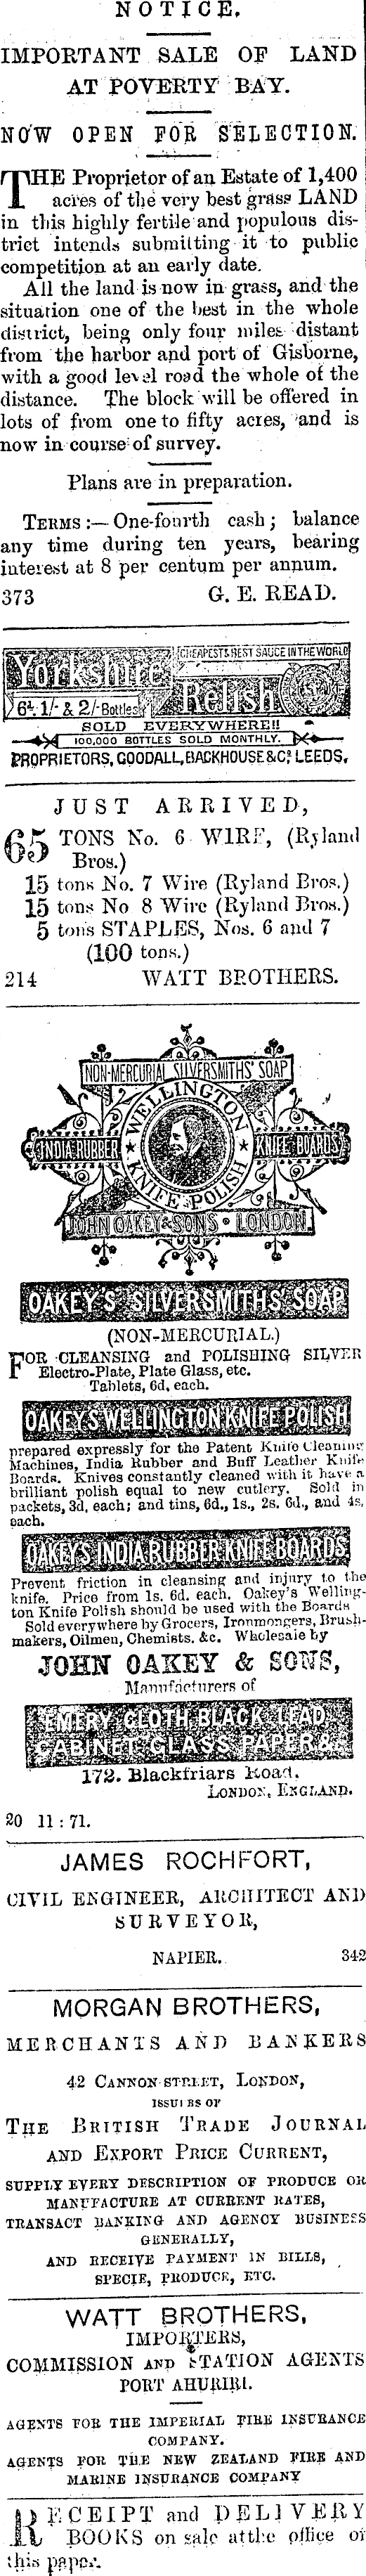 NOTICE.
IMPORTANT SALE OF LAND
AT POVERTY BAY.
NOW OPEN FOR SELECTION.
THE Proprietor of an Estate of 1,400
acres of the very best grass LAND
in this highly fertile and populous dis-
trict intends submitting it to public
competition at an early date.
All the land is now in grass, and the
situation one of the best in the whole
district, being only four miles distant
from the harbor and port of Gisborne,
with a good level road the whole of the
distance. The block will be offered in
lots of from one to fifty acres, and is
now in course of survey.
Plans are in preparation.
TERMS:—One-fourth cash; balance
any time during ten years, bearing
interest at 8 per centum per annum.
373 G. E. READ.
CHEAPEST & BEST SAUCE IN THE WORLD
Yorkshire
Relish
6d. 1/- & 2/- Bottles
SOLD EVERYWHERE!!
100,000 BOTTLES SOLD MONTHLY.
PROPRIETORS, GOODALL, BACKHOUSE & Co. LEEDS.
JUST ARRIVED,
65 TONS No. 6 WIRE, (Ryland
Bros.)
15 tons No. 7 Wire (Ryland Bros.)
15 tons No 8 Wire (Ryland Bros.)
5 tons STAPLES, Nos. 6 and 7
(100 tons.)
214 WATT BROTHERS.
NON-MERCURIAL SILVERSMITHS' SOAP
WELLINGTON
INDIA RUBBER KNIFE BOARDS
KNIFE POLISH
JOHN OAKEY & SONS • LONDON
OAKEY'S SILVERSMITHS SOAP
(NON-MERCURIAL.)
FOR CLEANSING and POLISHING SILVER
Electro-Plate, Plate Glass, etc.
Tablets, 6d, each.
OAKEY'S WELLINGTON KNIFE POLISH
prepared expressly for the Patent Knife Cleaning
Machines, India Rubber and Buff Leather Knife
Boards. Knives constantly cleaned with it have a
brilliant polish equal to new cutlery. Sold in
packets, 3d, each; and tins, 6d., 1s., 2s. 6d., and 4s.
each.
OAKEY'S INDIA RUBBER KNIFE BOARDS
Prevent friction in cleansing and injury to the
knife. Price from 1s. 6d. each. Oakey's Welling-
ton Knife Polish should be used with the Boards
Sold everywhere by Grocers, Ironmongers, Brush-
makers, Oilmen, Chemists. &c. Wholesale by
JOHN OAKEY & SONS,
Manufacturers of
EMERY-CLOTH BLACK LEAD
CABINET GLASS PAPER &c
172. Blackfriars Road.
LONDON, ENGLAND.
20 11 : 71.
JAMES ROCHFORT,
CIVIL ENGINEER, ARCHITECT AND
SURVEYOR,
NAPIER. 342
MORGAN BROTHERS,
MERCHANTS AND BANKERS
42 CANNON STREET, LONDON,
ISSUERS OF
THE BRITISH TRADE JOURNAL
AND EXPORT PRICE CURRENT,
SUPPLY EVERY DESCRIPTION OF PRODUCE OR
MANUFACTURE AT CURRENT RATES,
TRANSACT BANKING AND AGENCY BUSINESS
GENERALLY,
AND RECEIVE PAYMENT IN BILLS,
SPECIE, PRODUCE, ETC.
WATT BROTHERS,
IMPORTERS,
COMMISSION AND STATION AGENTS
PORT AHURIRI.
AGENTS FOR THE IMPERIAL FIRE INSURANCE
COMPANY.
AGENTS FOR THE NEW ZEALAND FIRE AND
MARINE INSURANCE COMPANY
RECEIPT and DELIVERY
BOOKS on sale at the office of
this paper.